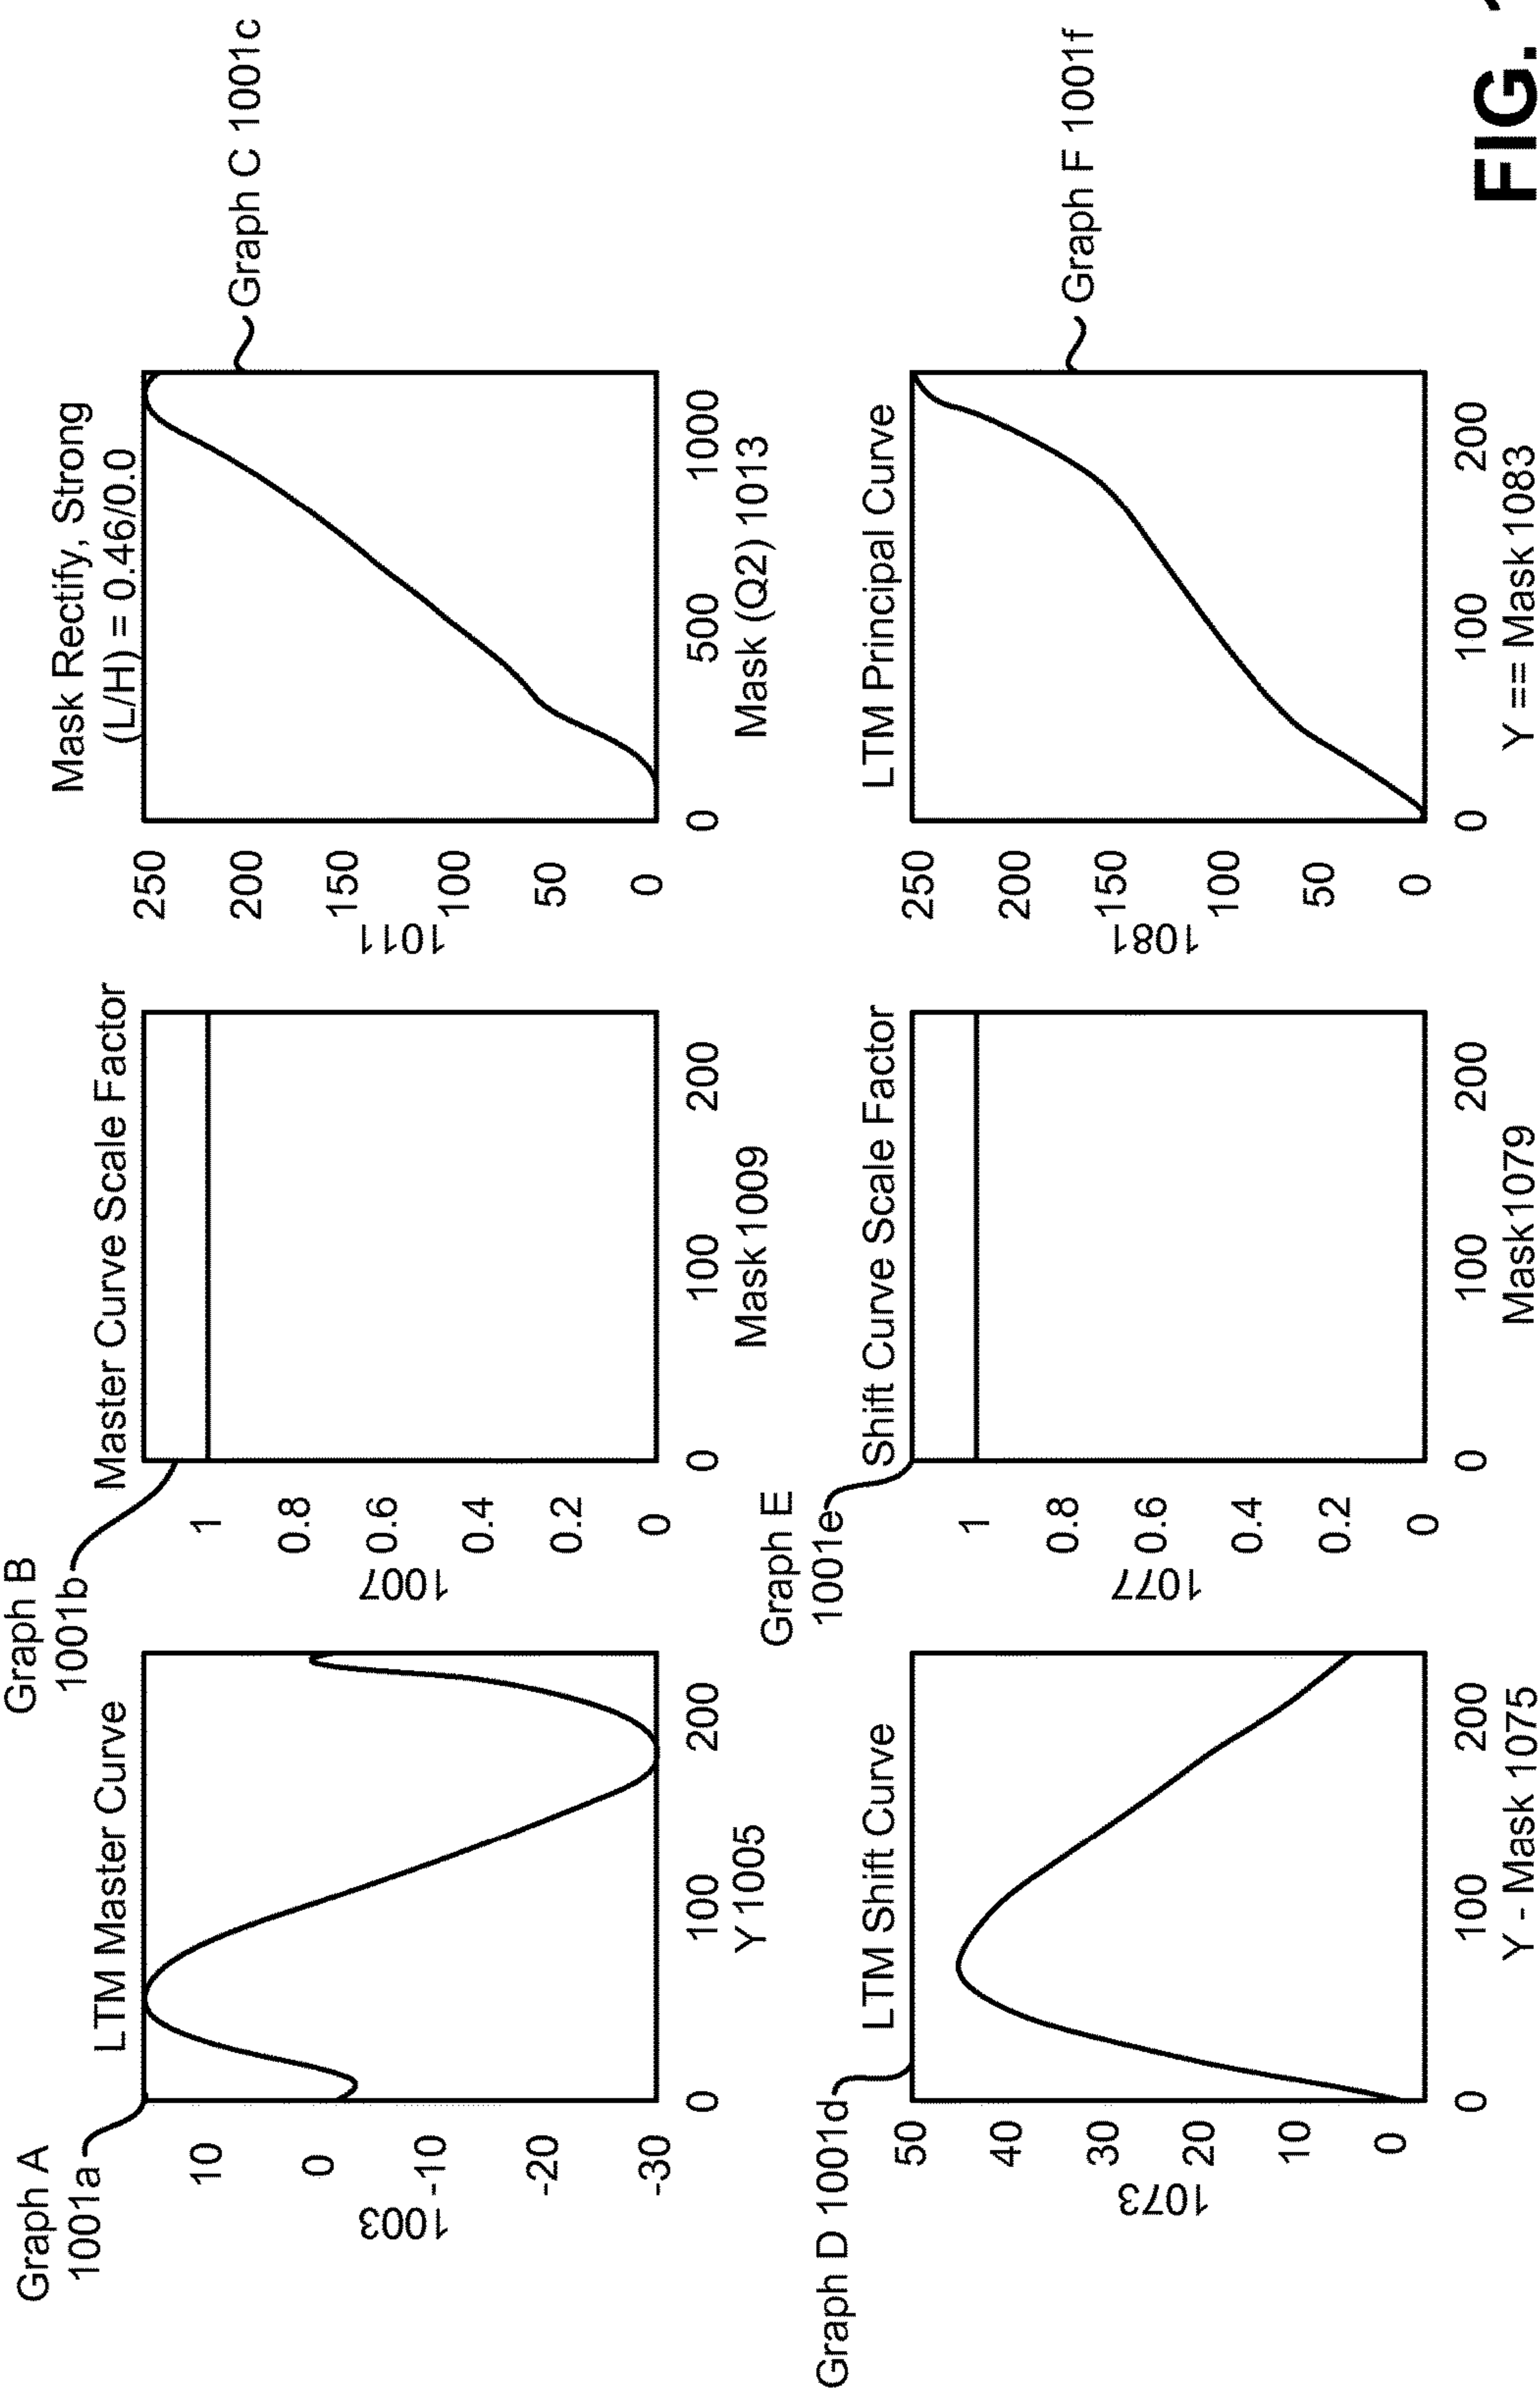 Graph A
1001a
LTM Master Curve
10
0
-10
-20
-30
1003
0
100
200
Y 1005
Graph B
1001b
Master Curve Scale Factor
1
0.8
0.6
0.4
0.2
0
1007
0
100
200
Mask 1009
Mask Rectify, Strong
(L/H) = 0.46/0.0
250
200
150
100
50
0
1011
0
500
1000
Mask (Q2) 1013
Graph C 1001c
Graph D 1001d
LTM Shift Curve
50
40
30
20
10
0
1073
0
100
200
Y - Mask 1075
Graph E
1001e
Shift Curve Scale Factor
1
0.8
0.6
0.4
0.2
0
1077
0
100
200
Mask 1079
LTM Principal Curve
250
200
150
100
50
0
1081
0
100
200
Y == Mask 1083
Graph F 1001f
FIG.